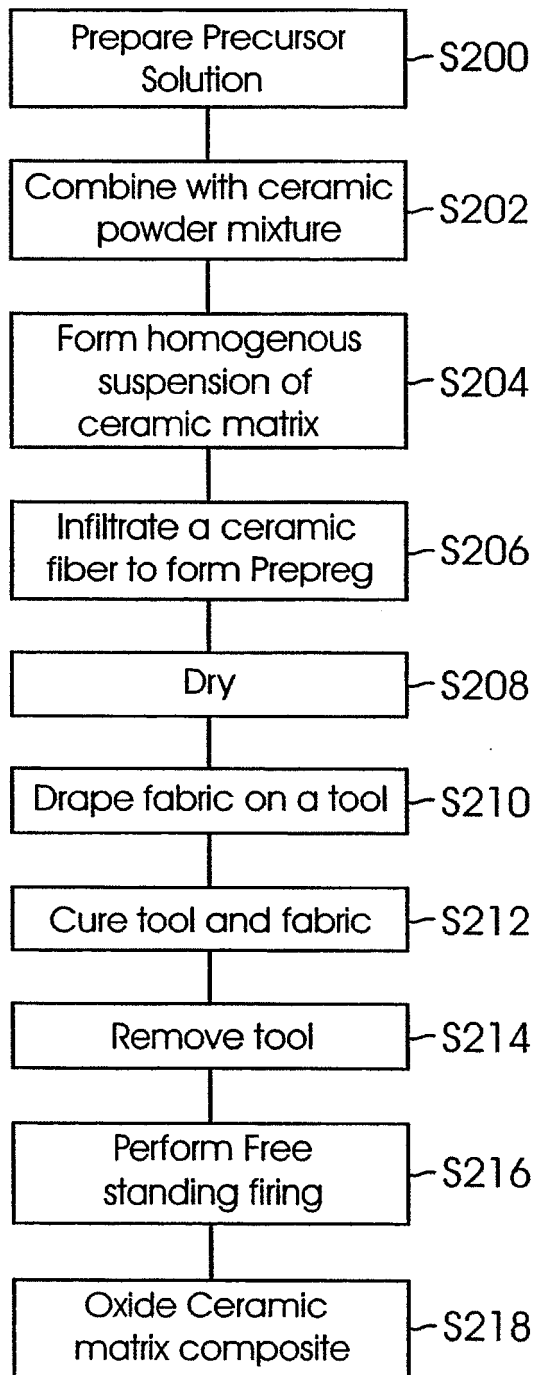 Prepare Precursor
Solution
S200
Combine with ceramic
powder mixture
S202
Form homogenous
suspension of
ceramic matrix
S204
Infiltrate a ceramic
fiber to form Prepreg
S206
Dry
S208
Drape fabric on a tool
S210
Cure tool and fabric
S212
Remove tool
S214
Perform Free
standing firing
S216
Oxide Ceramic
matrix composite
S218